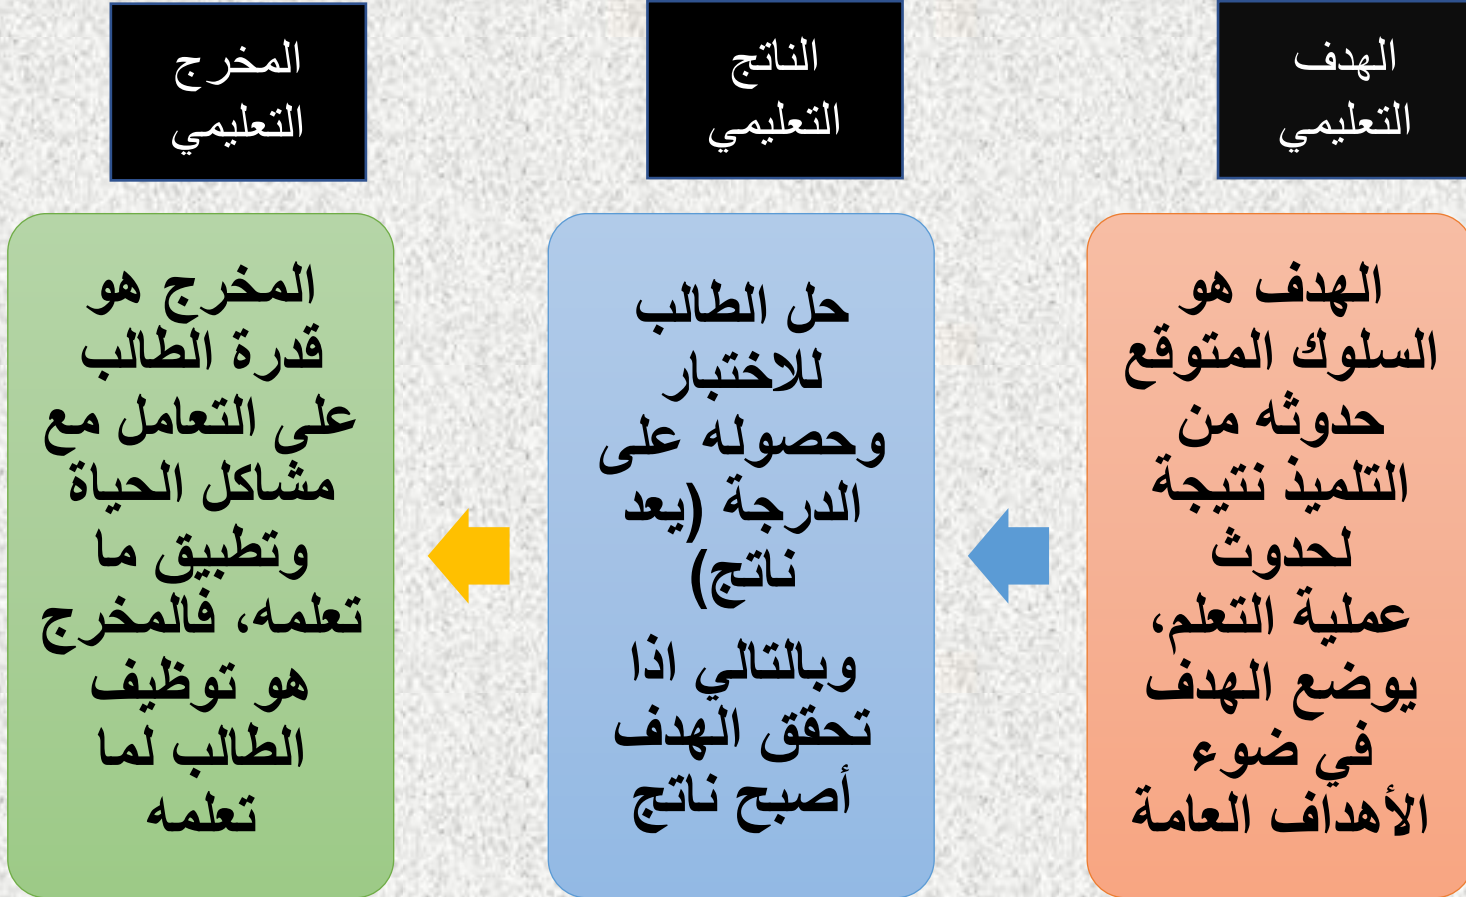 الهدف
التعليمي
الهدف هو
السلوك المتوقع
حدوثه من
التلميذ نتيجة
لحدوث
عملية التعلم،
يوضع الهدف
في ضوء
الأهداف العامة
الناتج
التعليمي
حل الطالب
للاختبار
وحصوله على
الدرجة (يعد
ناتج)
وبالتالي اذا
تحقق الهدف
أصبح ناتج
المخرج
التعليمي
المخرج هو
قدرة الطالب
على التعامل مع
مشاكل الحياة
وتطبيق ما
تعلمه، فالمخرج
هو توظيف
الطالب لما
تعلمه